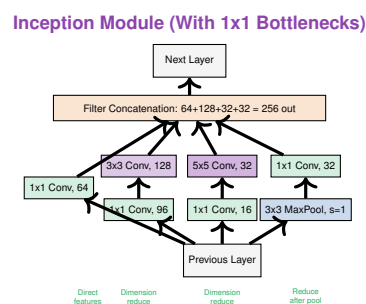 Inception Module (With 1x1 Bottlenecks)
Next Layer
Filter Concatenation: 64+128+32+32 = 256 out
3x3 Conv, 128
5x5 Conv, 32
1x1 Conv, 32
1x1 Conv, 64
1x1 Conv, 96
1x1 Conv, 16
3x3 MaxPool, s=1
Previous Layer
Direct
features
Dimension
reduce
Dimension
reduce
Reduce
after pool